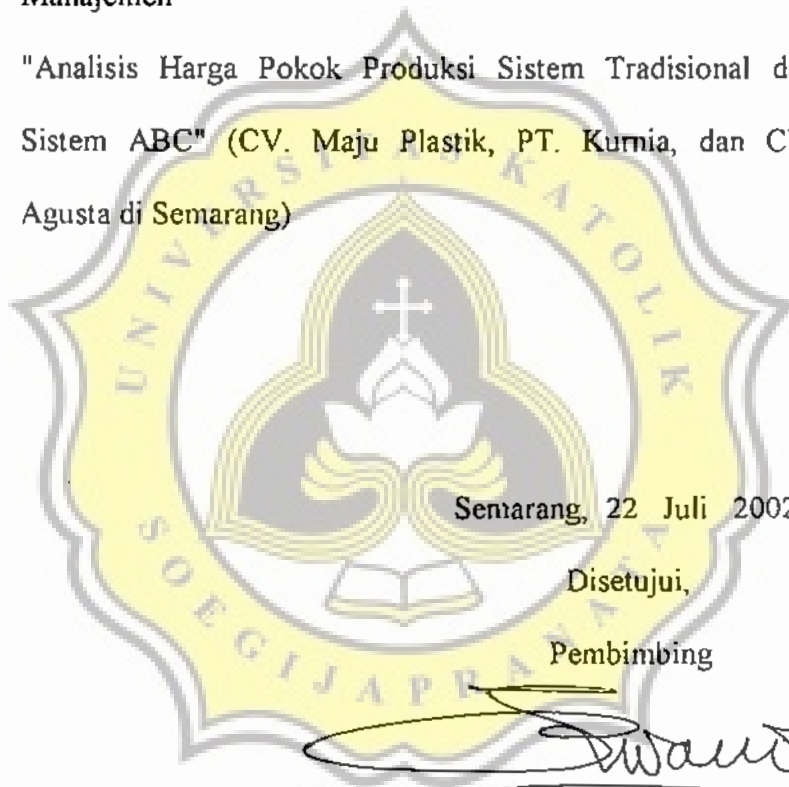 Manajemen
"Analisis Harga Pokok Produksi Sistem Tradisional d
Sistem ABC" (CV. Maju Plastik, PT. Kurnia, dan C
Agusta di Semarang)
UNIVERSITAS KATOLIK
SOEGIJAPRANATA
Semarang, 22 Juli 2002
Disetujui,
Pembimbing